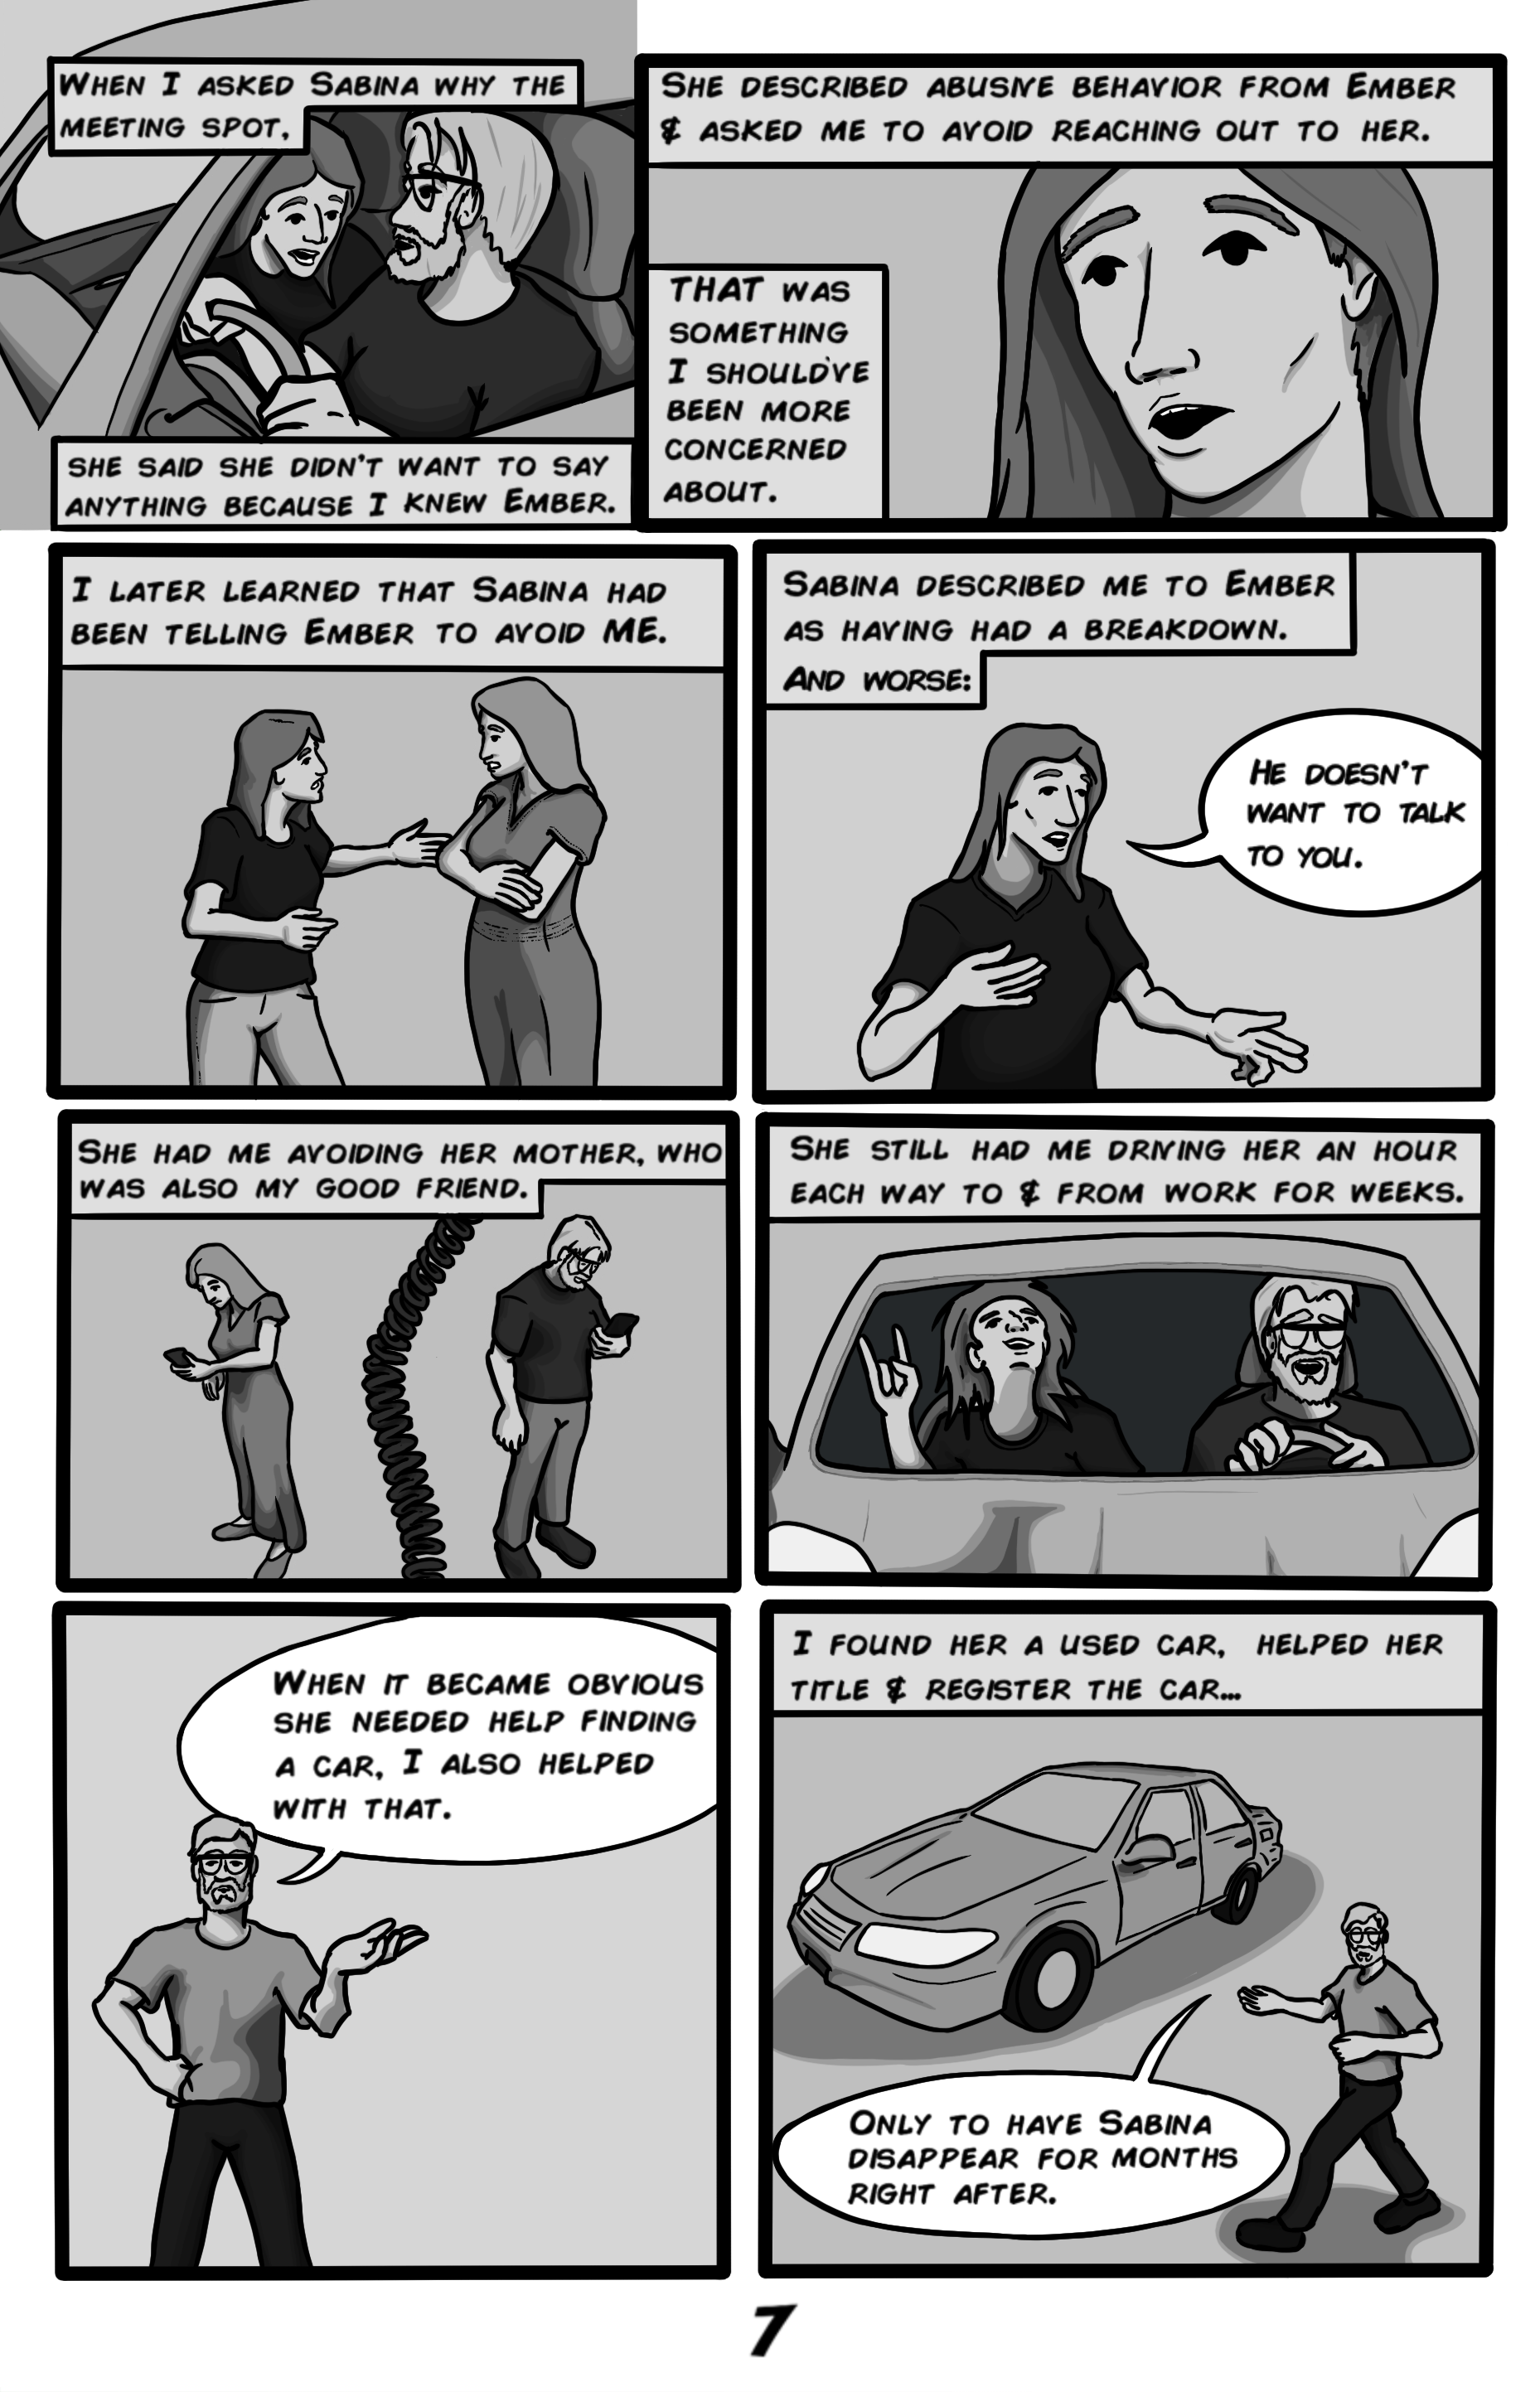 When I asked Sabina why the
meeting spot,
she said she didn't want to say
anything because I knew Ember.
She described abusive behavior from Ember
& asked me to avoid reaching out to her.
THAT was
something
I should've
been more
concerned
about.
I later learned that Sabina had
been telling Ember to avoid ME.
Sabina described me to Ember
as having had a breakdown.
And worse:
He doesn't
want to talk
to you.
She had me avoiding her mother, who
was also my good friend.
She still had me driving her an hour
each way to & from work for weeks.
When it became obvious
she needed help finding
a car, I also helped
with that.
I found her a used car, helped her
title & register the car...
Only to have Sabina
disappear for months
right after.
7